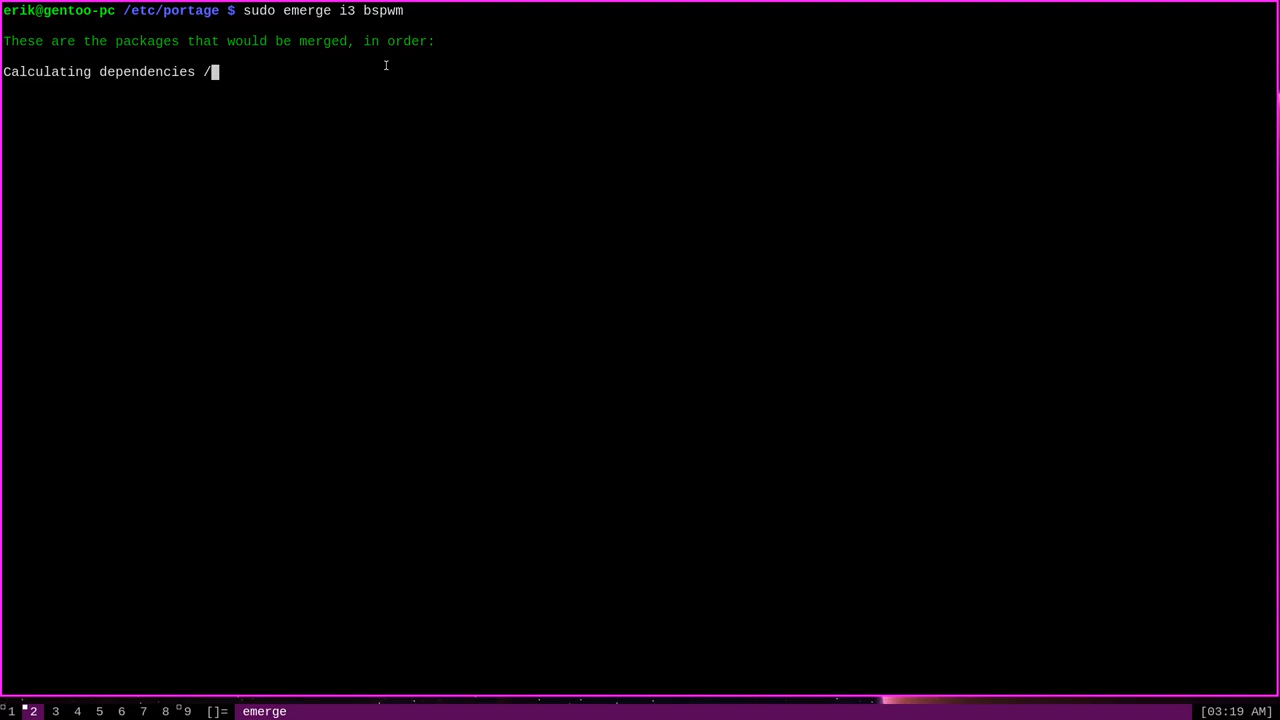 erik@gentoo-pc /etc/portage $ sudo emerge i3 bspwm
These are the packages that would be merged, in order:
Calculating dependencies /
1 2 3 4 5 6 7 8 9 []= emerge [03:19 AM]